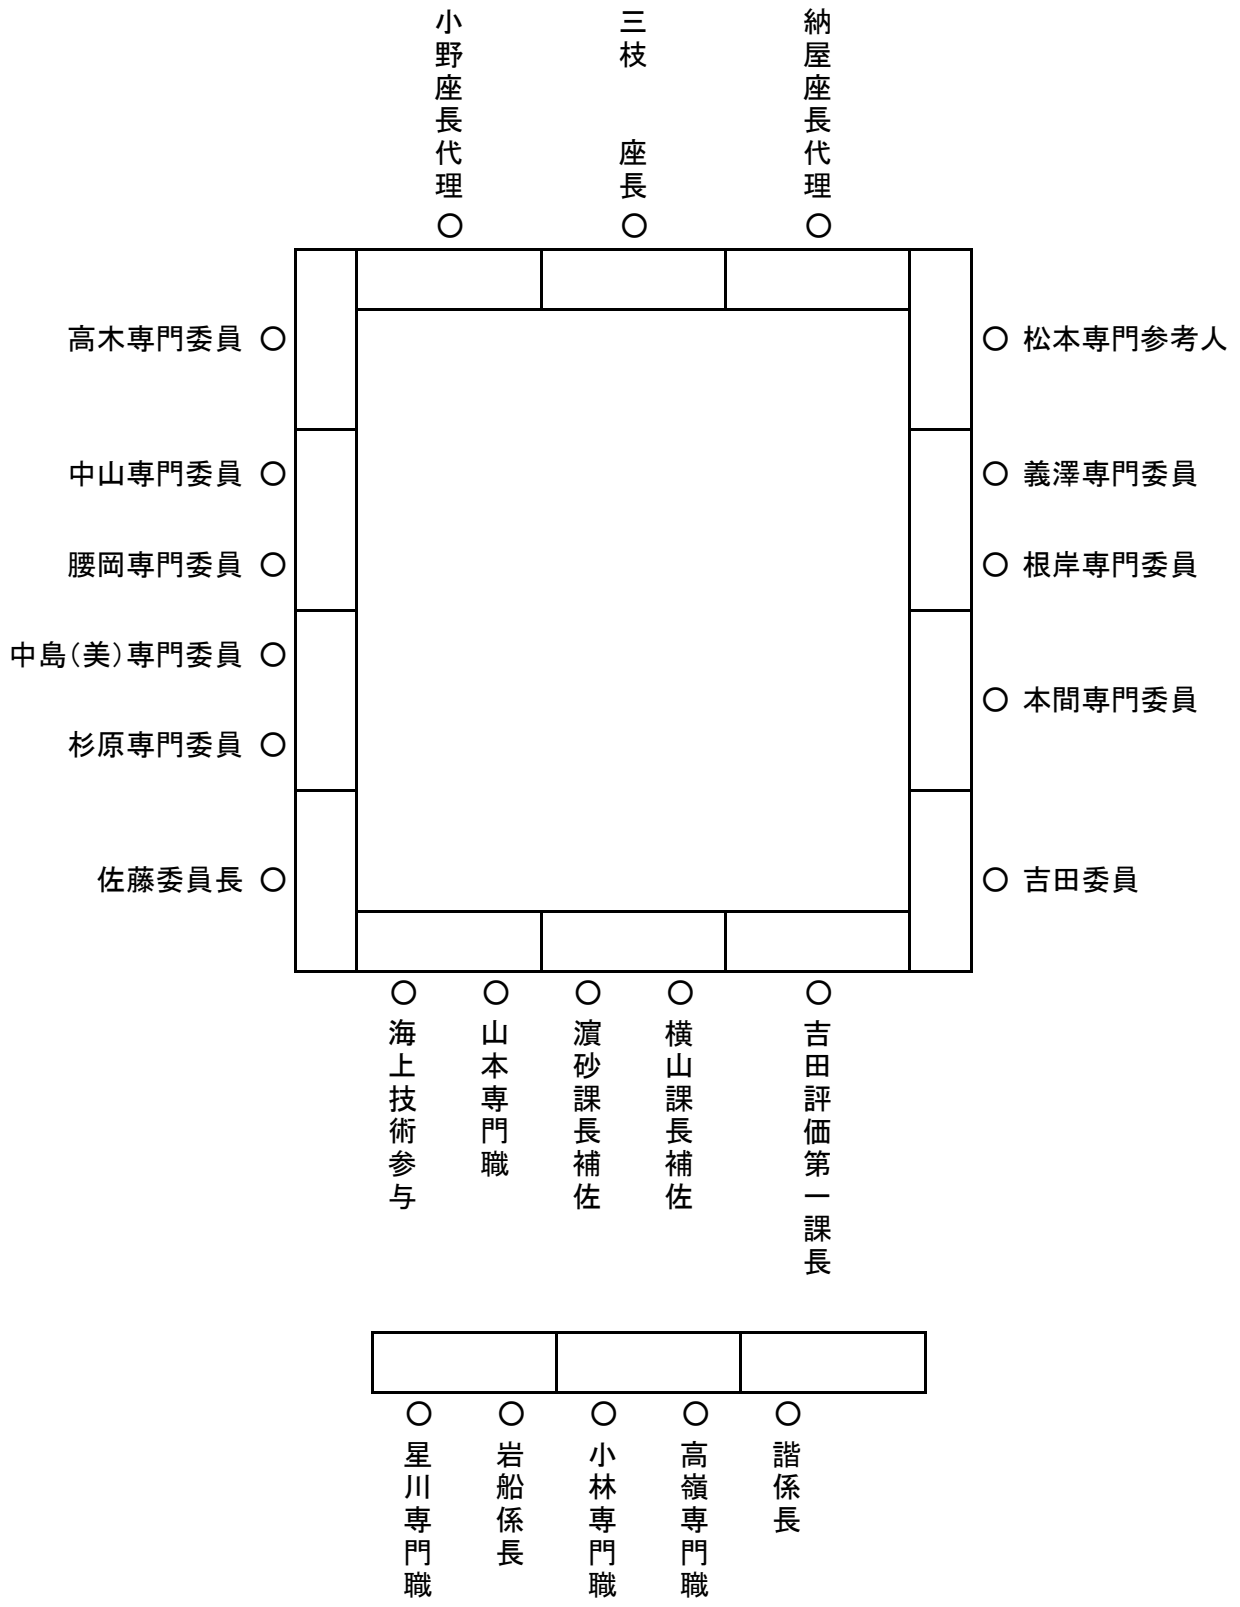 小野座長代理
三枝　座長
納屋座長代理
高木専門委員 ○
○ 松本専門参考人
中山専門委員 ○
○ 義澤専門委員
腰岡専門委員 ○
○ 根岸専門委員
中島(美)専門委員 ○
○ 本間専門委員
杉原専門委員 ○
佐藤委員長 ○
○ 吉田委員
海上技術参与
山本専門職
濵砂課長補佐
横山課長補佐
吉田評価第一課長
星川専門職
岩船係長
小林専門職
高嶺専門職
諧係長